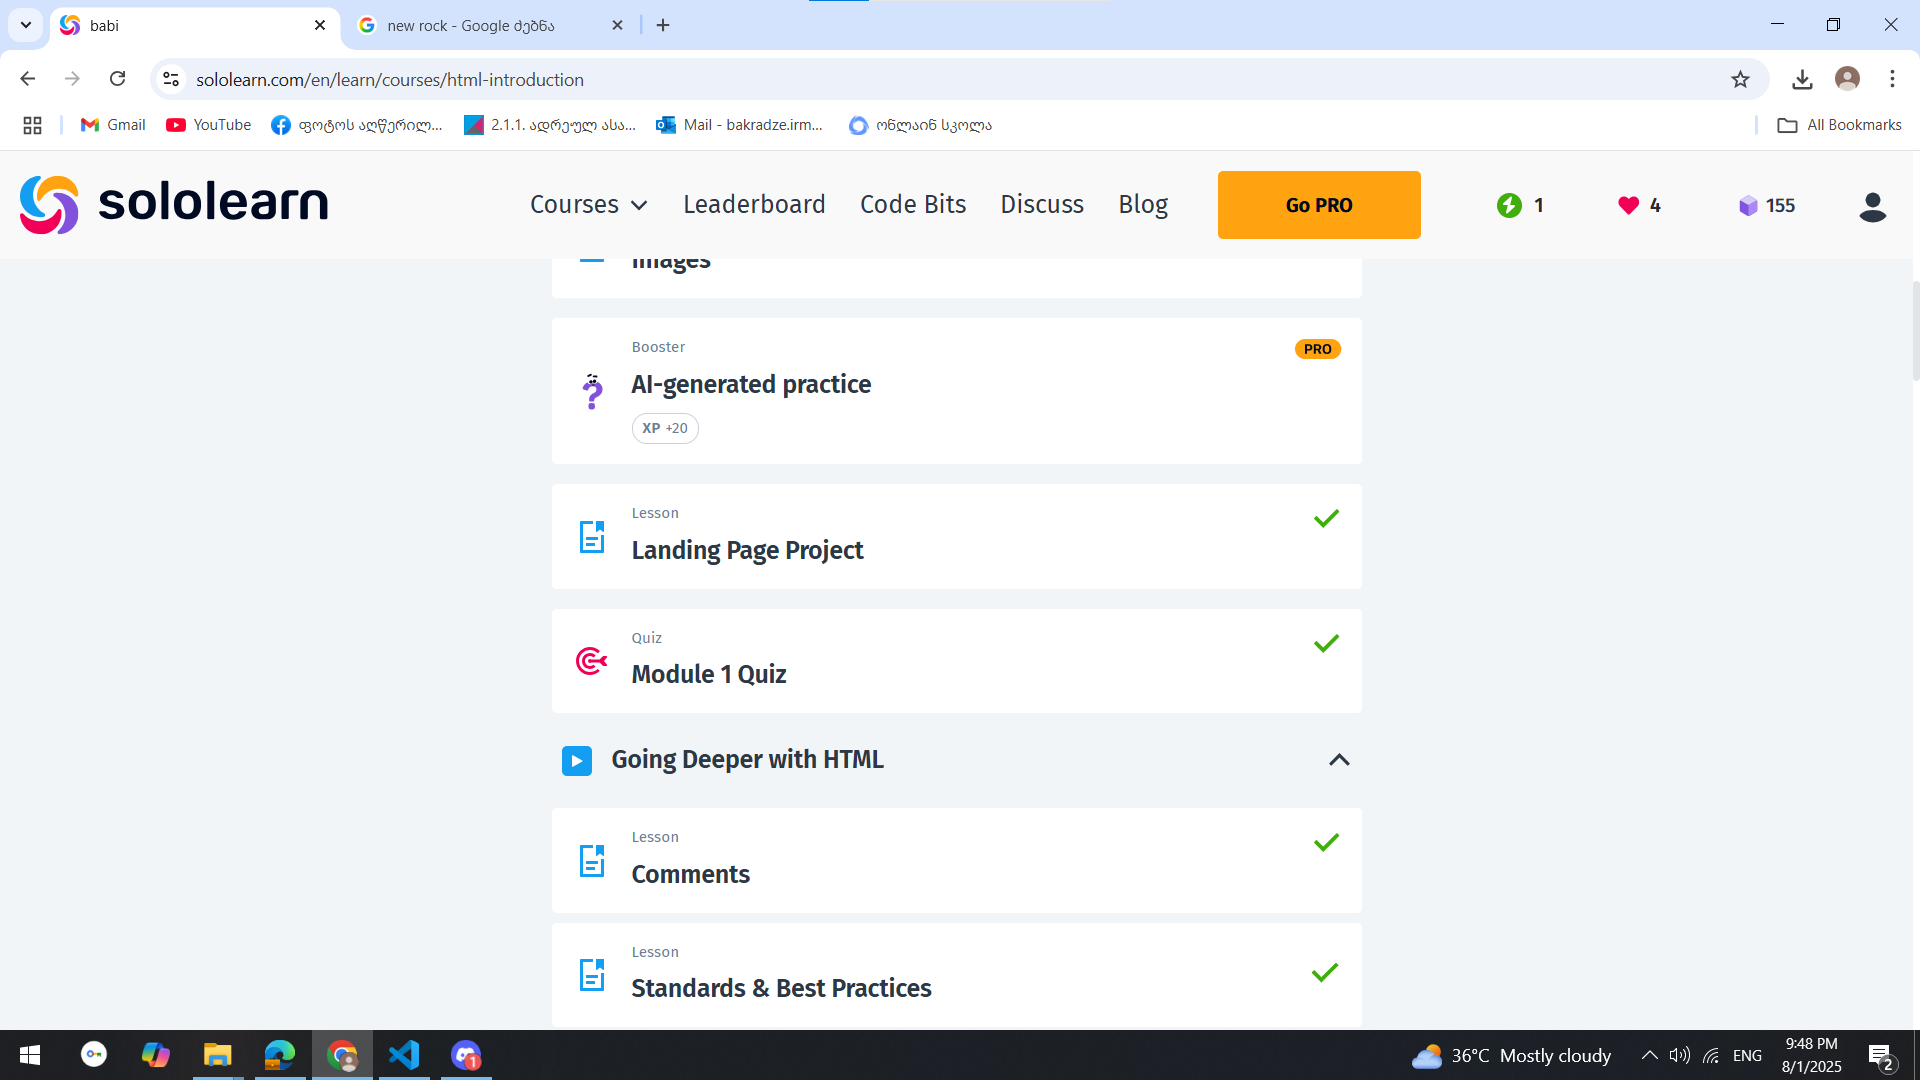 babi
new rock - Google ძებნა
sololearn.com/en/learn/courses/html-introduction
Gmail
YouTube
ფოტოს აღწერილ...
2.1.1. ადრეულ ასა...
Mail - bakradze.irm...
ონლაინ სკოლა
All Bookmarks
sololearn
Courses
Leaderboard
Code Bits
Discuss
Blog
Go PRO
1
4
155
Images
Booster
PRO
AI-generated practice
XP +20
Lesson
Landing Page Project
Quiz
Module 1 Quiz
Going Deeper with HTML
Lesson
Comments
Lesson
Standards & Best Practices
1
36°C Mostly cloudy
ENG
9:48 PM
8/1/2025
2